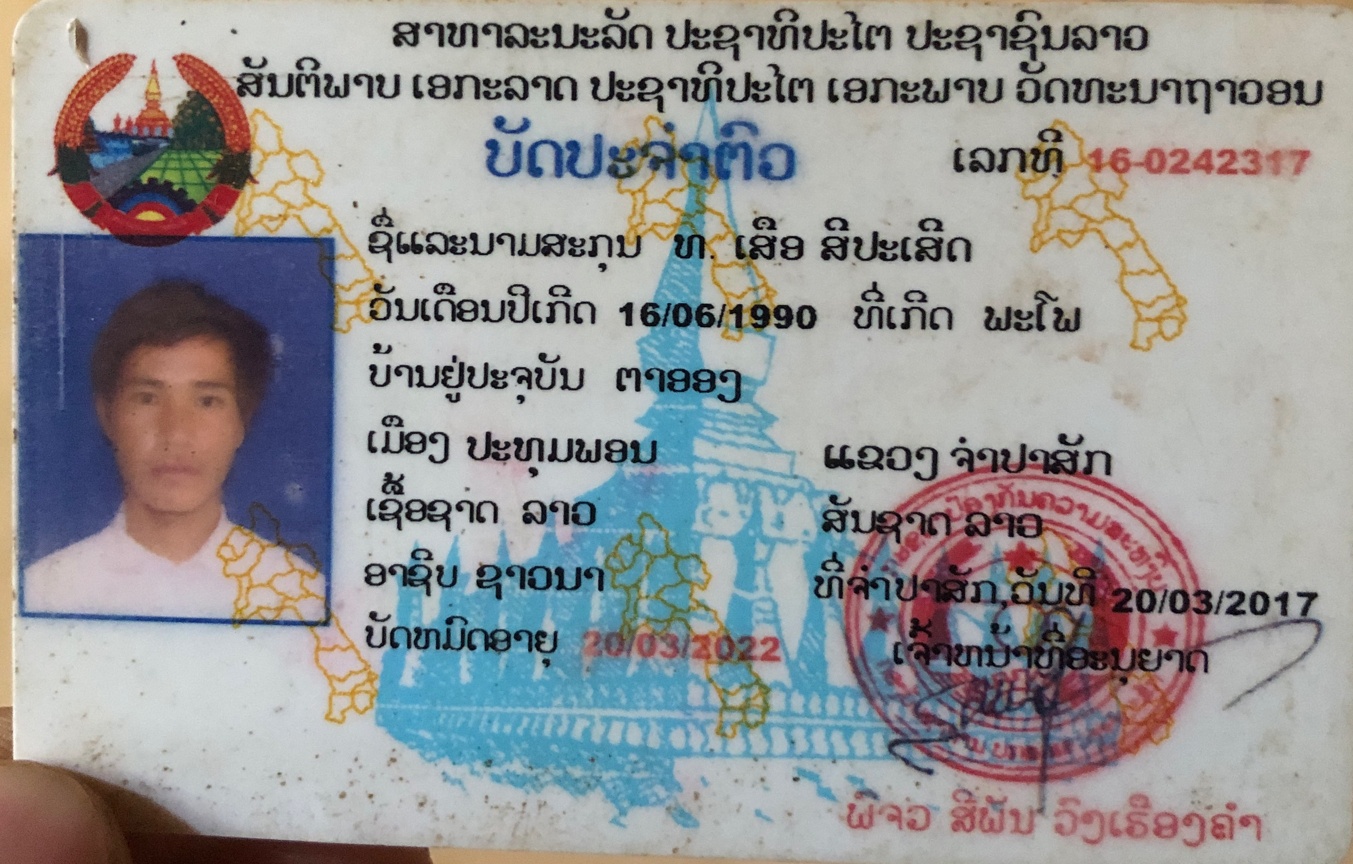 ສາທາລະນະລັດ ປະຊາທິປະໄຕ ປະຊາຊົນລາວ
ສັນຕິພາບ ເອກະລາດ ປະຊາທິປະໄຕ ເອກະພາບ ວັດທະນາຖາວອນ
ບັດປະຈຳຕົວ ເລກທີ 16-0242317
ຊື່ແລະນາມສະກຸນ ທ. ເສືອ ສີປະເສີດ
ວັນເດືອນປີເກີດ 16/06/1990 ທີ່ເກີດ ພະໂພ
ບ້ານຢູ່ປະຈຸບັນ ຕາອອງ
ເມືອງ ປະທຸມພອນ ແຂວງ ຈຳປາສັກ
ເຊື້ອຊາດ ລາວ ສັນຊາດ ລາວ
ອາຊີບ ຊາວນາ ທີ່ຈຳປາສັກ,ວັນທີ 20/03/2017
ບັດຫມົດອາຍຸ 20/03/2022 ເຈົ້າຫນ້າທີ່ອະນຸຍາດ
ພິຈວ ສີພັນ ວົງເຮືອງຄຳ